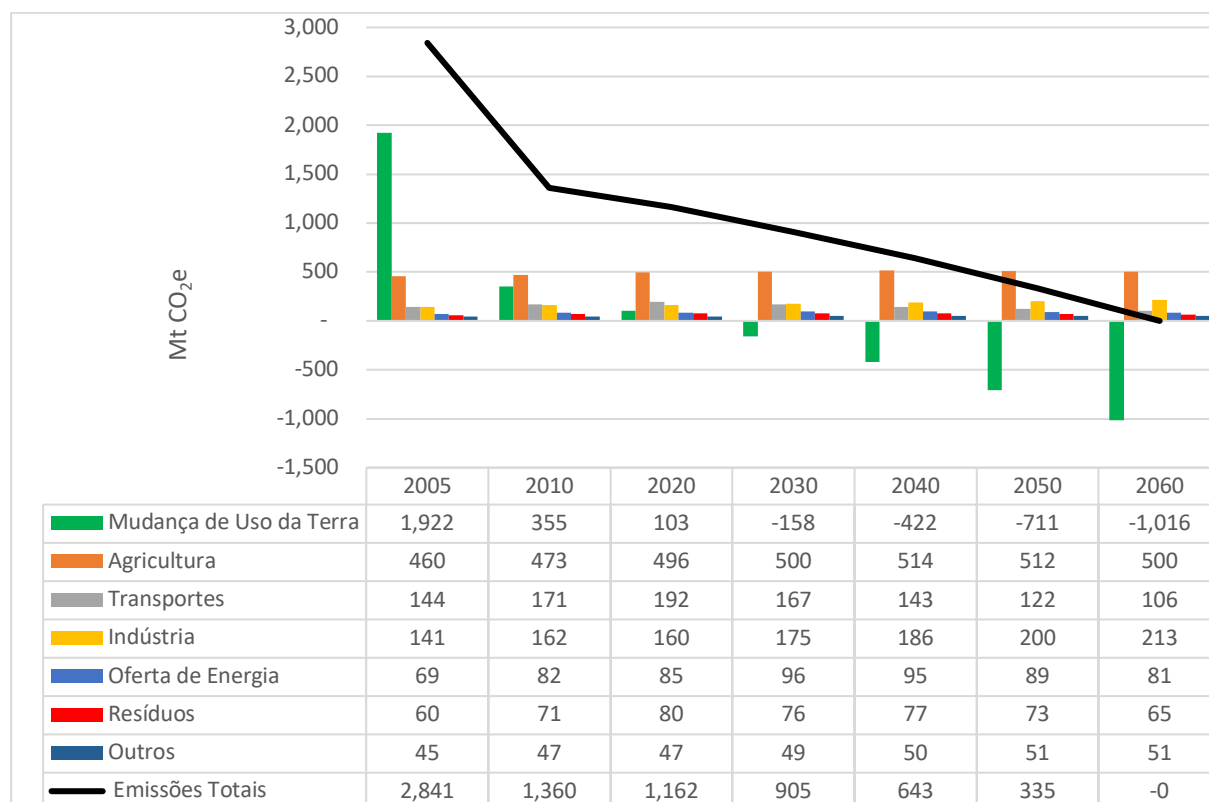 3,000
2,500
2,000
1,500
1,000
500
-
-500
-1,000
-1,500
Mt CO₂e
2005 2010 2020 2030 2040 2050 2060
Mudança de Uso da Terra 1,922 355 103 -158 -422 -711 -1,016
Agricultura 460 473 496 500 514 512 500
Transportes 144 171 192 167 143 122 106
Indústria 141 162 160 175 186 200 213
Oferta de Energia 69 82 85 96 95 89 81
Resíduos 60 71 80 76 77 73 65
Outros 45 47 47 49 50 51 51
Emissões Totais 2,841 1,360 1,162 905 643 335 -0